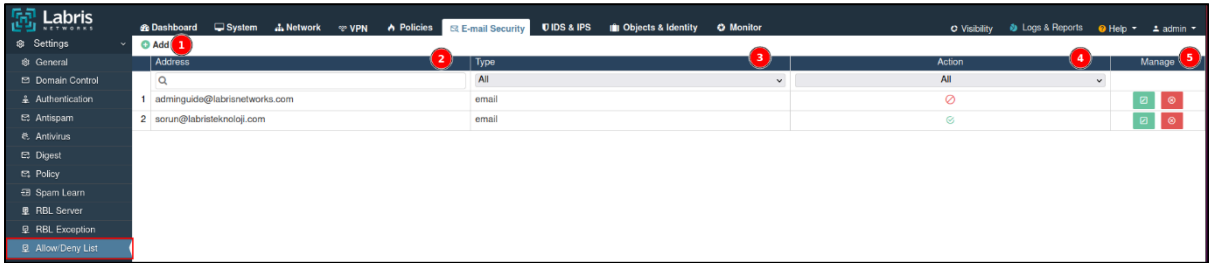 Labris
NETWORKS
Dashboard System Network VPN Policies E-mail Security IDS & IPS Objects & Identity Monitor Visibility Logs & Reports Help admin
Settings
General
Domain Control
Authentication
Antispam
Antivirus
Digest
Policy
Spam Learn
RBL Server
RBL Exception
Allow/Deny List
Add 1
Address 2 Type 3 Action 4 Manage 5
All All
1 adminguide@labrisnetworks.com email
2 sorun@labristeknoloji.com email